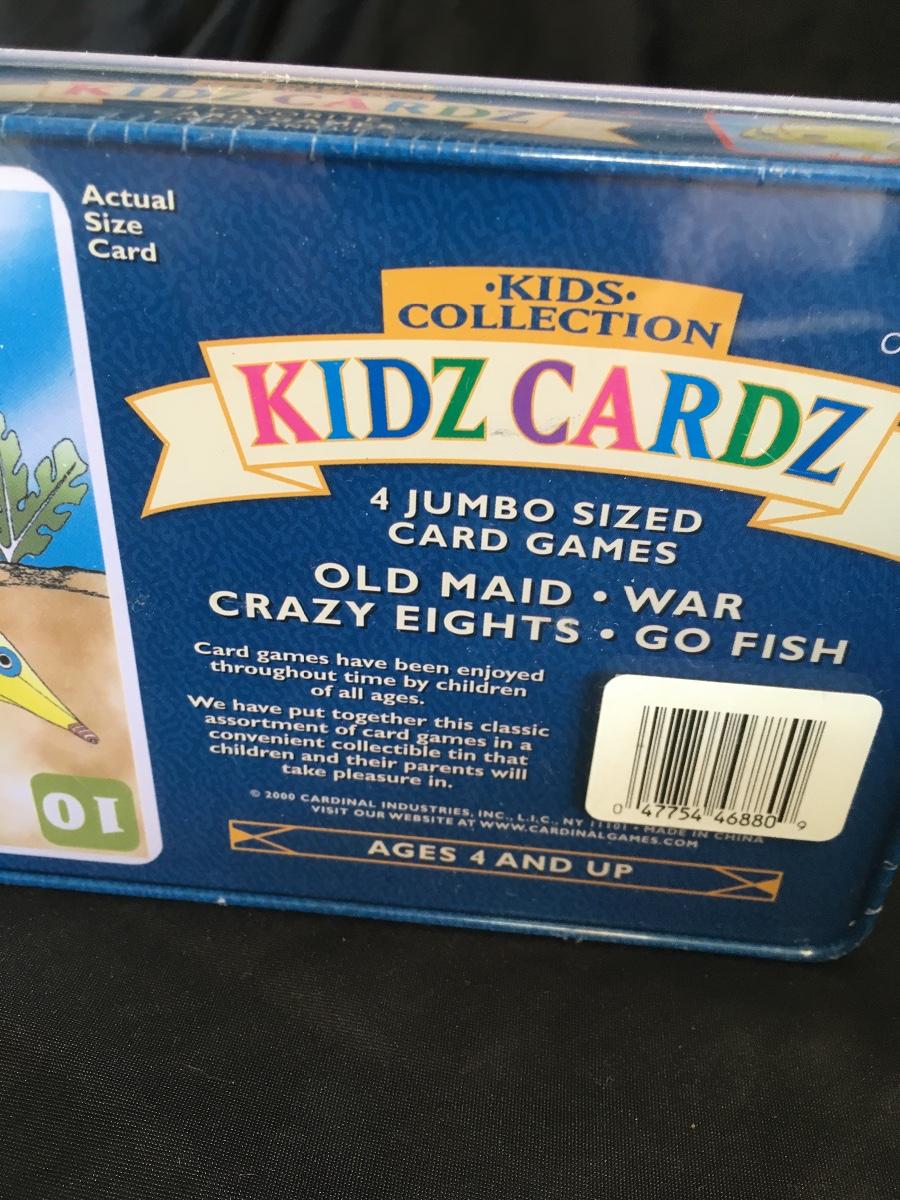 KIDZ CARDZ
Actual
Size
Card
·KIDS·
COLLECTION
KIDZ CARDZ
4 JUMBO SIZED
CARD GAMES
OLD MAID • WAR
CRAZY EIGHTS • GO FISH
Card games have been enjoyed
throughout time by children
of all ages.
We have put together this classic
assortment of card games in a
convenient collectible tin that
children and their parents will
take pleasure in.
© 2000 CARDINAL INDUSTRIES, INC., L.I.C., NY 11101 • MADE IN CHINA
VISIT OUR WEBSITE AT WWW.CARDINALGAMES.COM
AGES 4 AND UP
0 47754 46880 9
10